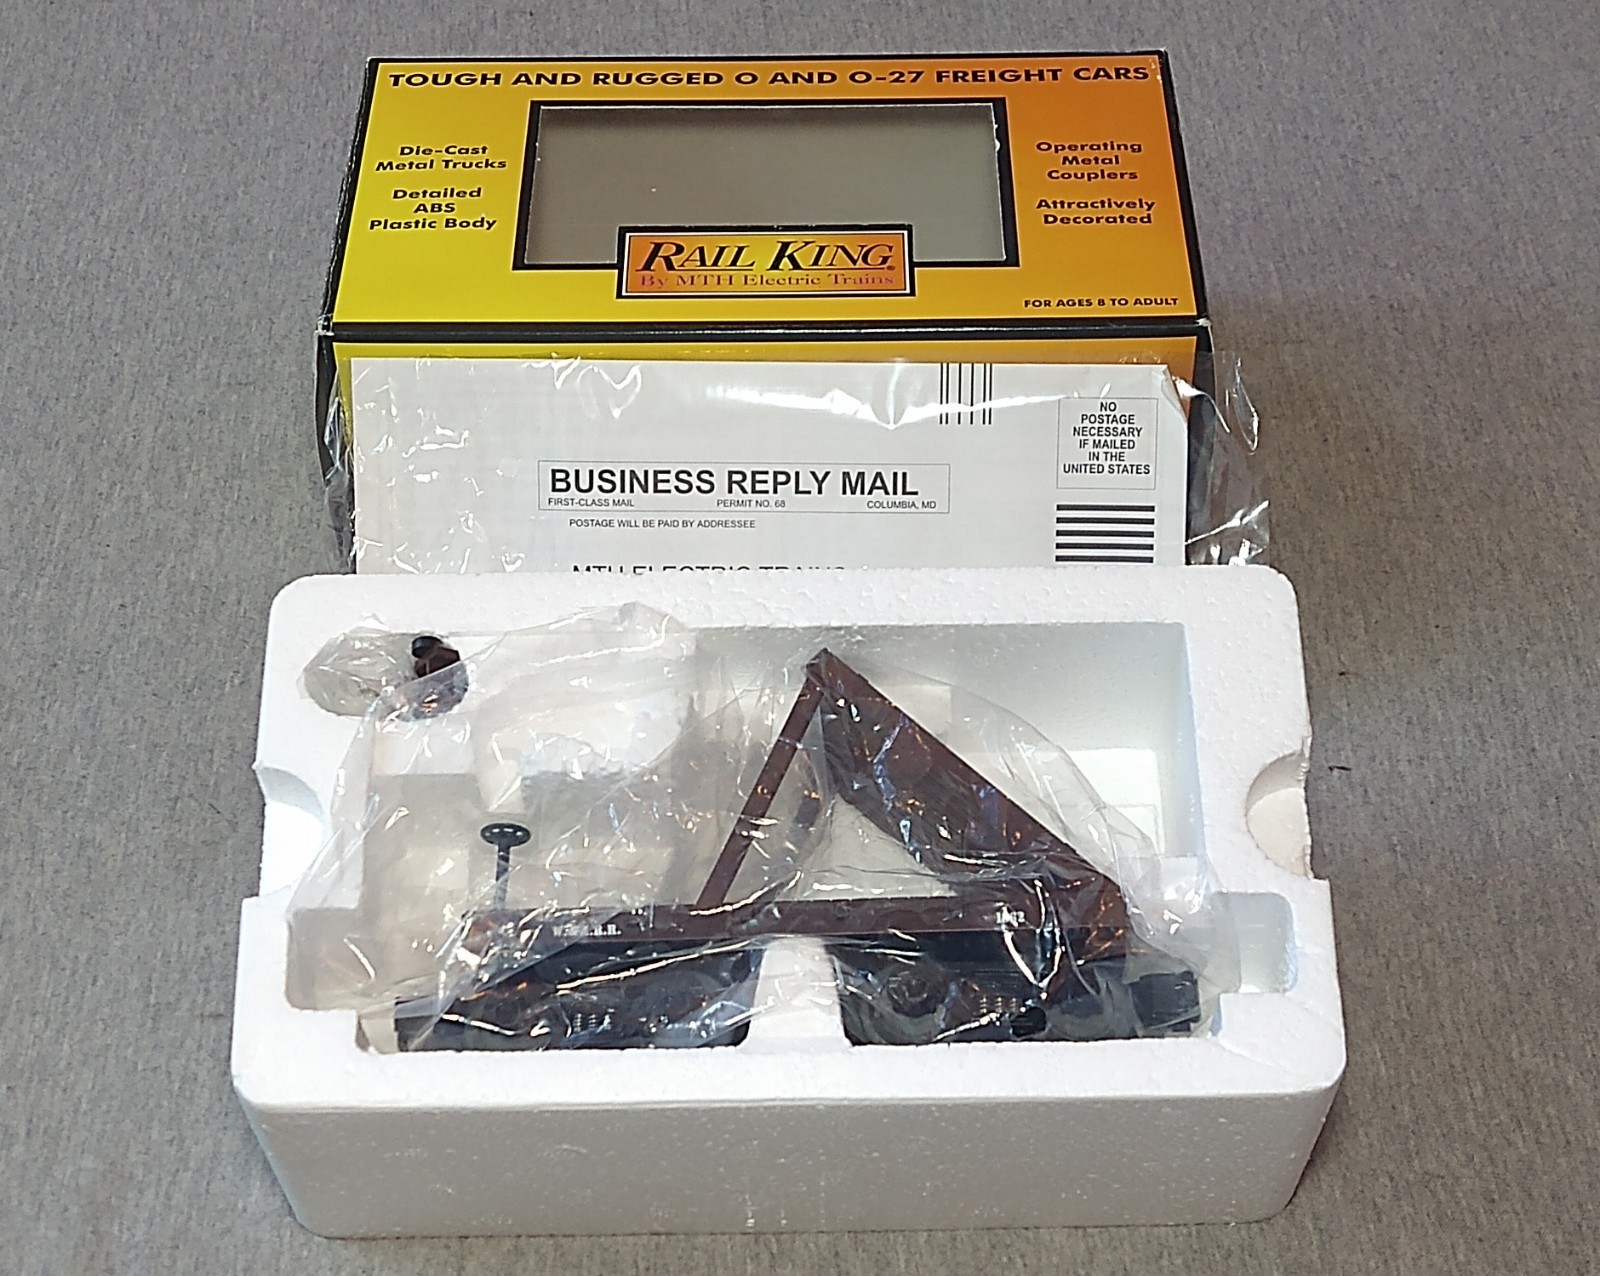 TOUGH AND RUGGED O AND O-27 FREIGHT CARS
Die-Cast
Metal Trucks
Detailed
ABS
Plastic Body
Operating
Metal
Couplers
Attractively
Decorated
RAIL KING®
By MTH Electric Trains
FOR AGES 8 TO ADULT
NO
POSTAGE
NECESSARY
IF MAILED
IN THE
UNITED STATES
BUSINESS REPLY MAIL
FIRST-CLASS MAIL PERMIT NO. 68 COLUMBIA, MD
POSTAGE WILL BE PAID BY ADDRESSEE
MTH ELECTRIC TRAINS